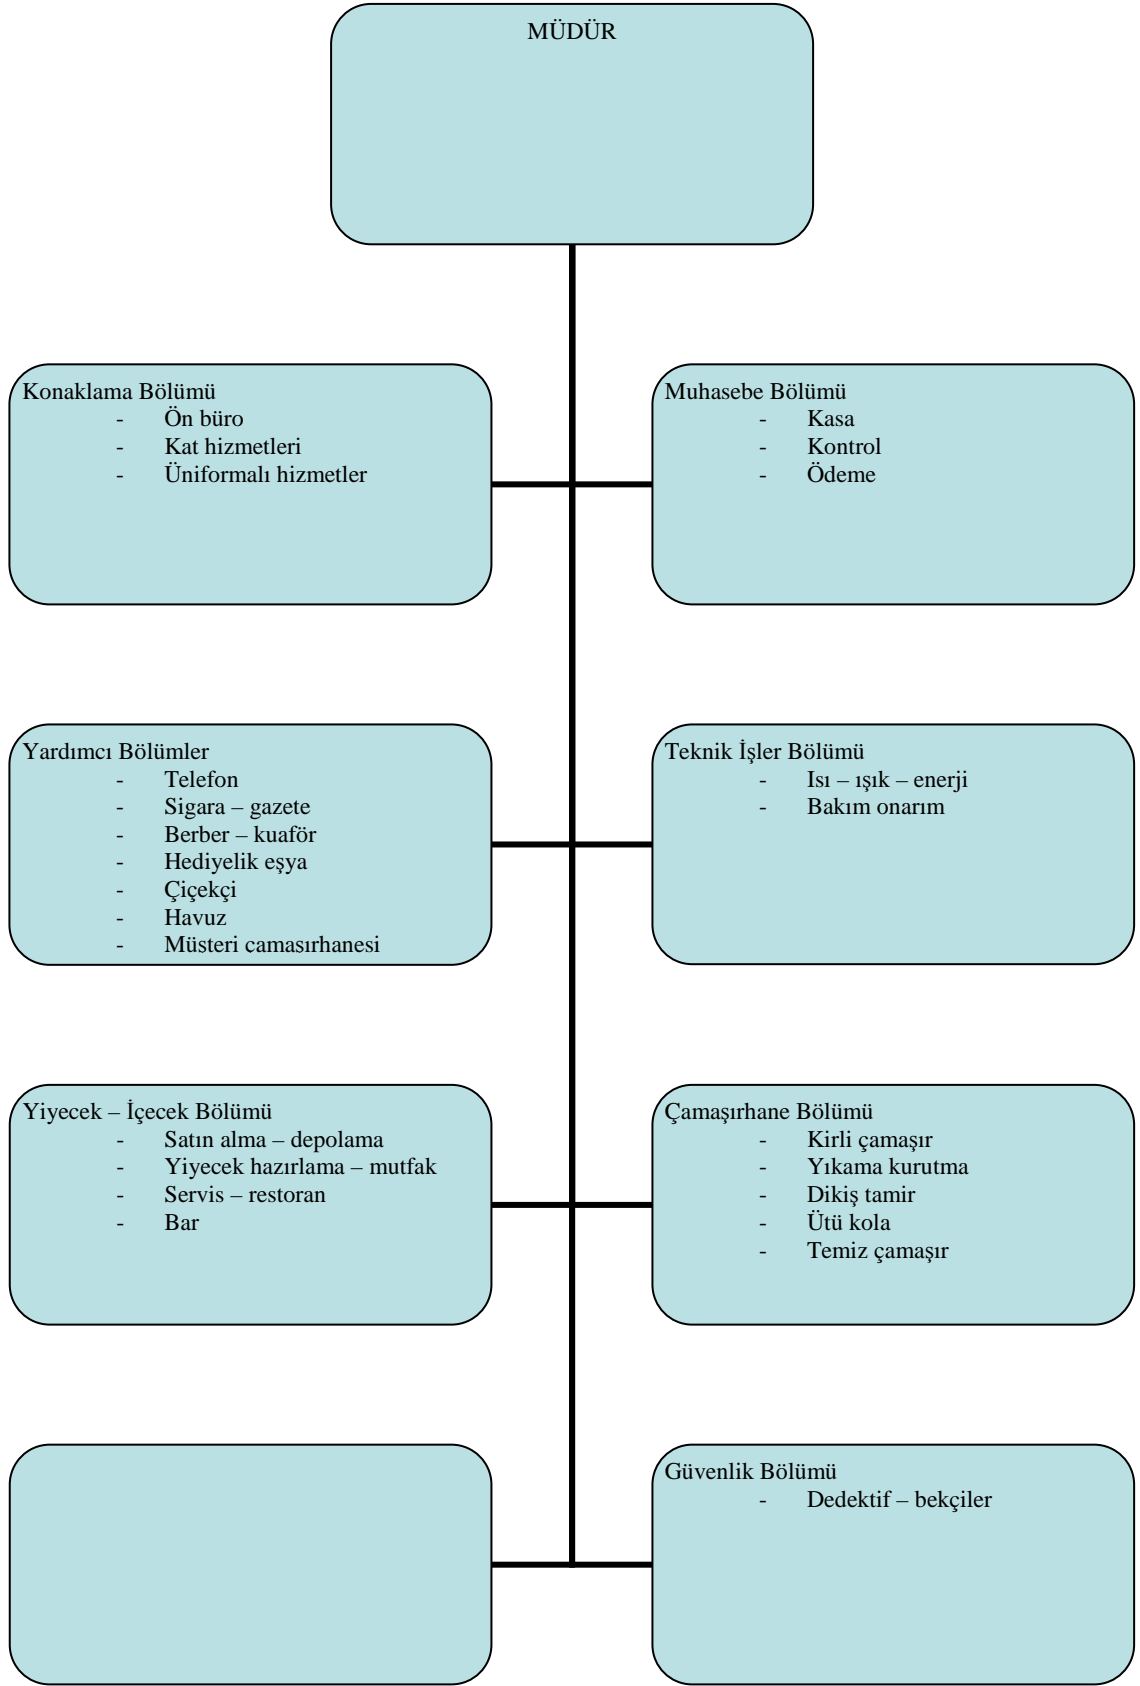 MÜDÜR
Konaklama Bölümü
- Ön büro
- Kat hizmetleri
- Üniformalı hizmetler
Muhasebe Bölümü
- Kasa
- Kontrol
- Ödeme
Yardımcı Bölümler
- Telefon
- Sigara – gazete
- Berber – kuaför
- Hediyelik eşya
- Çiçekçi
- Havuz
- Müsteri camasırhanesi
Teknik İşler Bölümü
- Isı – ışık – enerji
- Bakım onarım
Yiyecek – İçecek Bölümü
- Satın alma – depolama
- Yiyecek hazırlama – mutfak
- Servis – restoran
- Bar
Çamaşırhane Bölümü
- Kirli çamaşır
- Yıkama kurutma
- Dikiş tamir
- Ütü kola
- Temiz çamaşır
Güvenlik Bölümü
- Dedektif – bekçiler